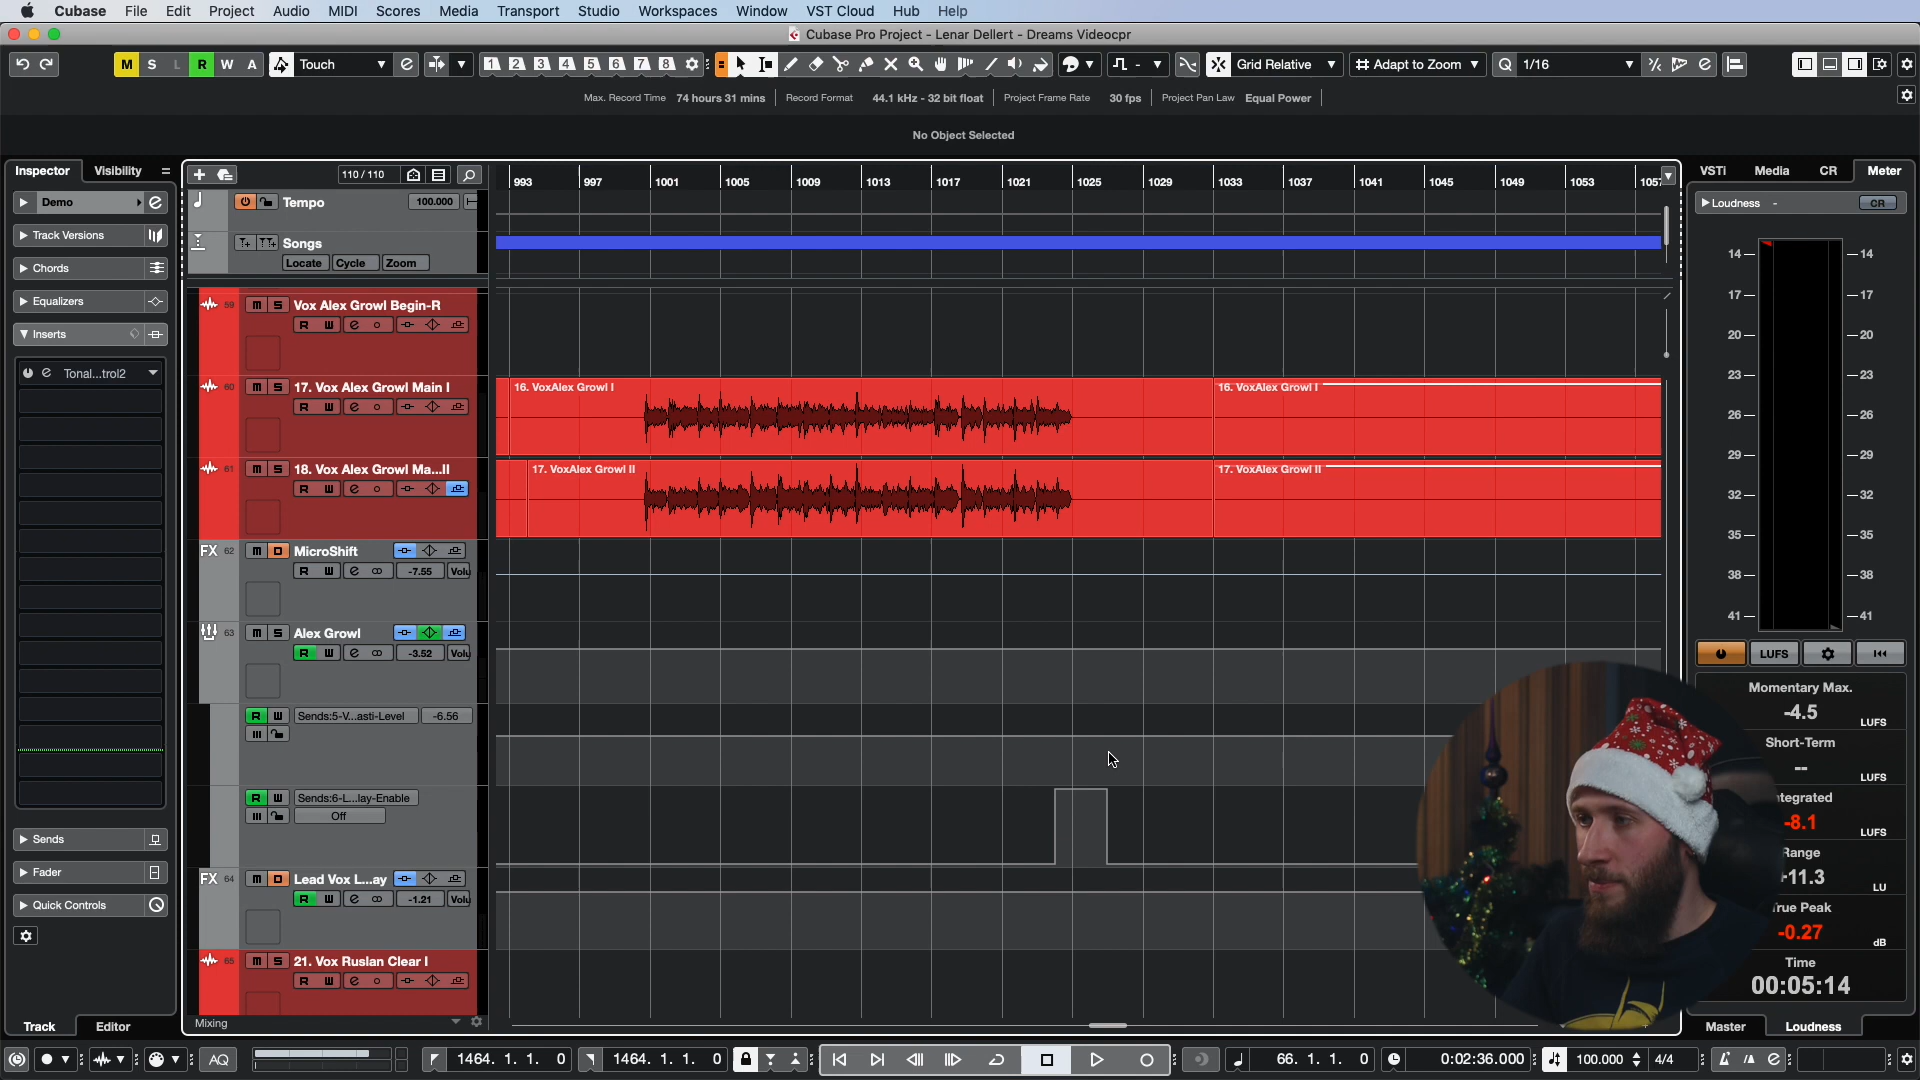 Cubase File Edit Project Audio MIDI Scores Media Transport Studio Workspaces Window VST Cloud Hub Help
Cubase Pro Project - Lenar Dellert - Dreams Videocpr
M S L R W A Touch 1 2 3 4 5 6 7 8 Grid Relative Adapt to Zoom Q 1/16
Max. Record Time 74 hours 31 mins Record Format 44.1 kHz - 32 bit float Project Frame Rate 30 fps Project Pan Law Equal Power
No Object Selected
Inspector Visibility
Demo
Track Versions
Chords
Equalizers
Inserts
Tonal...trol2
Sends
Fader
Quick Controls
Track Editor
110 / 110
993 997 1001 1005 1009 1013 1017 1021 1025 1029 1033 1037 1041 1045 1049 1053 1057
Tempo 100.000
Songs
Locate Cycle Zoom
59 m S Vox Alex Growl Begin-R
R W e
60 m S 17. Vox Alex Growl Main I
R W e
16. VoxAlex Growl I 16. VoxAlex Growl I
61 m S 18. Vox Alex Growl Ma...II
R W e
17. VoxAlex Growl II 17. VoxAlex Growl II
FX 62 m MicroShift
R W e -7.55 Volu
63 m S Alex Growl
R W e -3.52 Volu
R W Sends:5-V...asti-Level -6.56
R W Sends:6-L...lay-Enable
Off
FX 64 m Lead Vox L...ay
R W e -1.21 Volu
65 m S 21. Vox Ruslan Clear I
R W e
Mixing
VSTi Media CR Meter
Loudness - CR
14 14
17 17
20 20
23 23
26 26
29 29
32 32
35 35
38 38
41 41
LUFS
Momentary Max.
-4.5 LUFS
Short-Term
-- LUFS
ntegrated
-8.1 LUFS
Range
11.3 LU
True Peak
-0.27 dB
Time
00:05:14
Master Loudness
AQ 1464. 1. 1. 0 1464. 1. 1. 0 66. 1. 1. 0 0:02:36.000 100.000 4/4